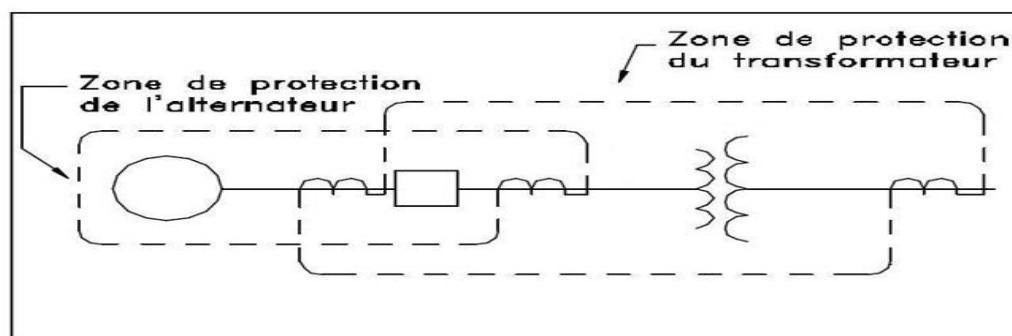 Zone de protection
de l'alternateur
Zone de protection
du transformateur